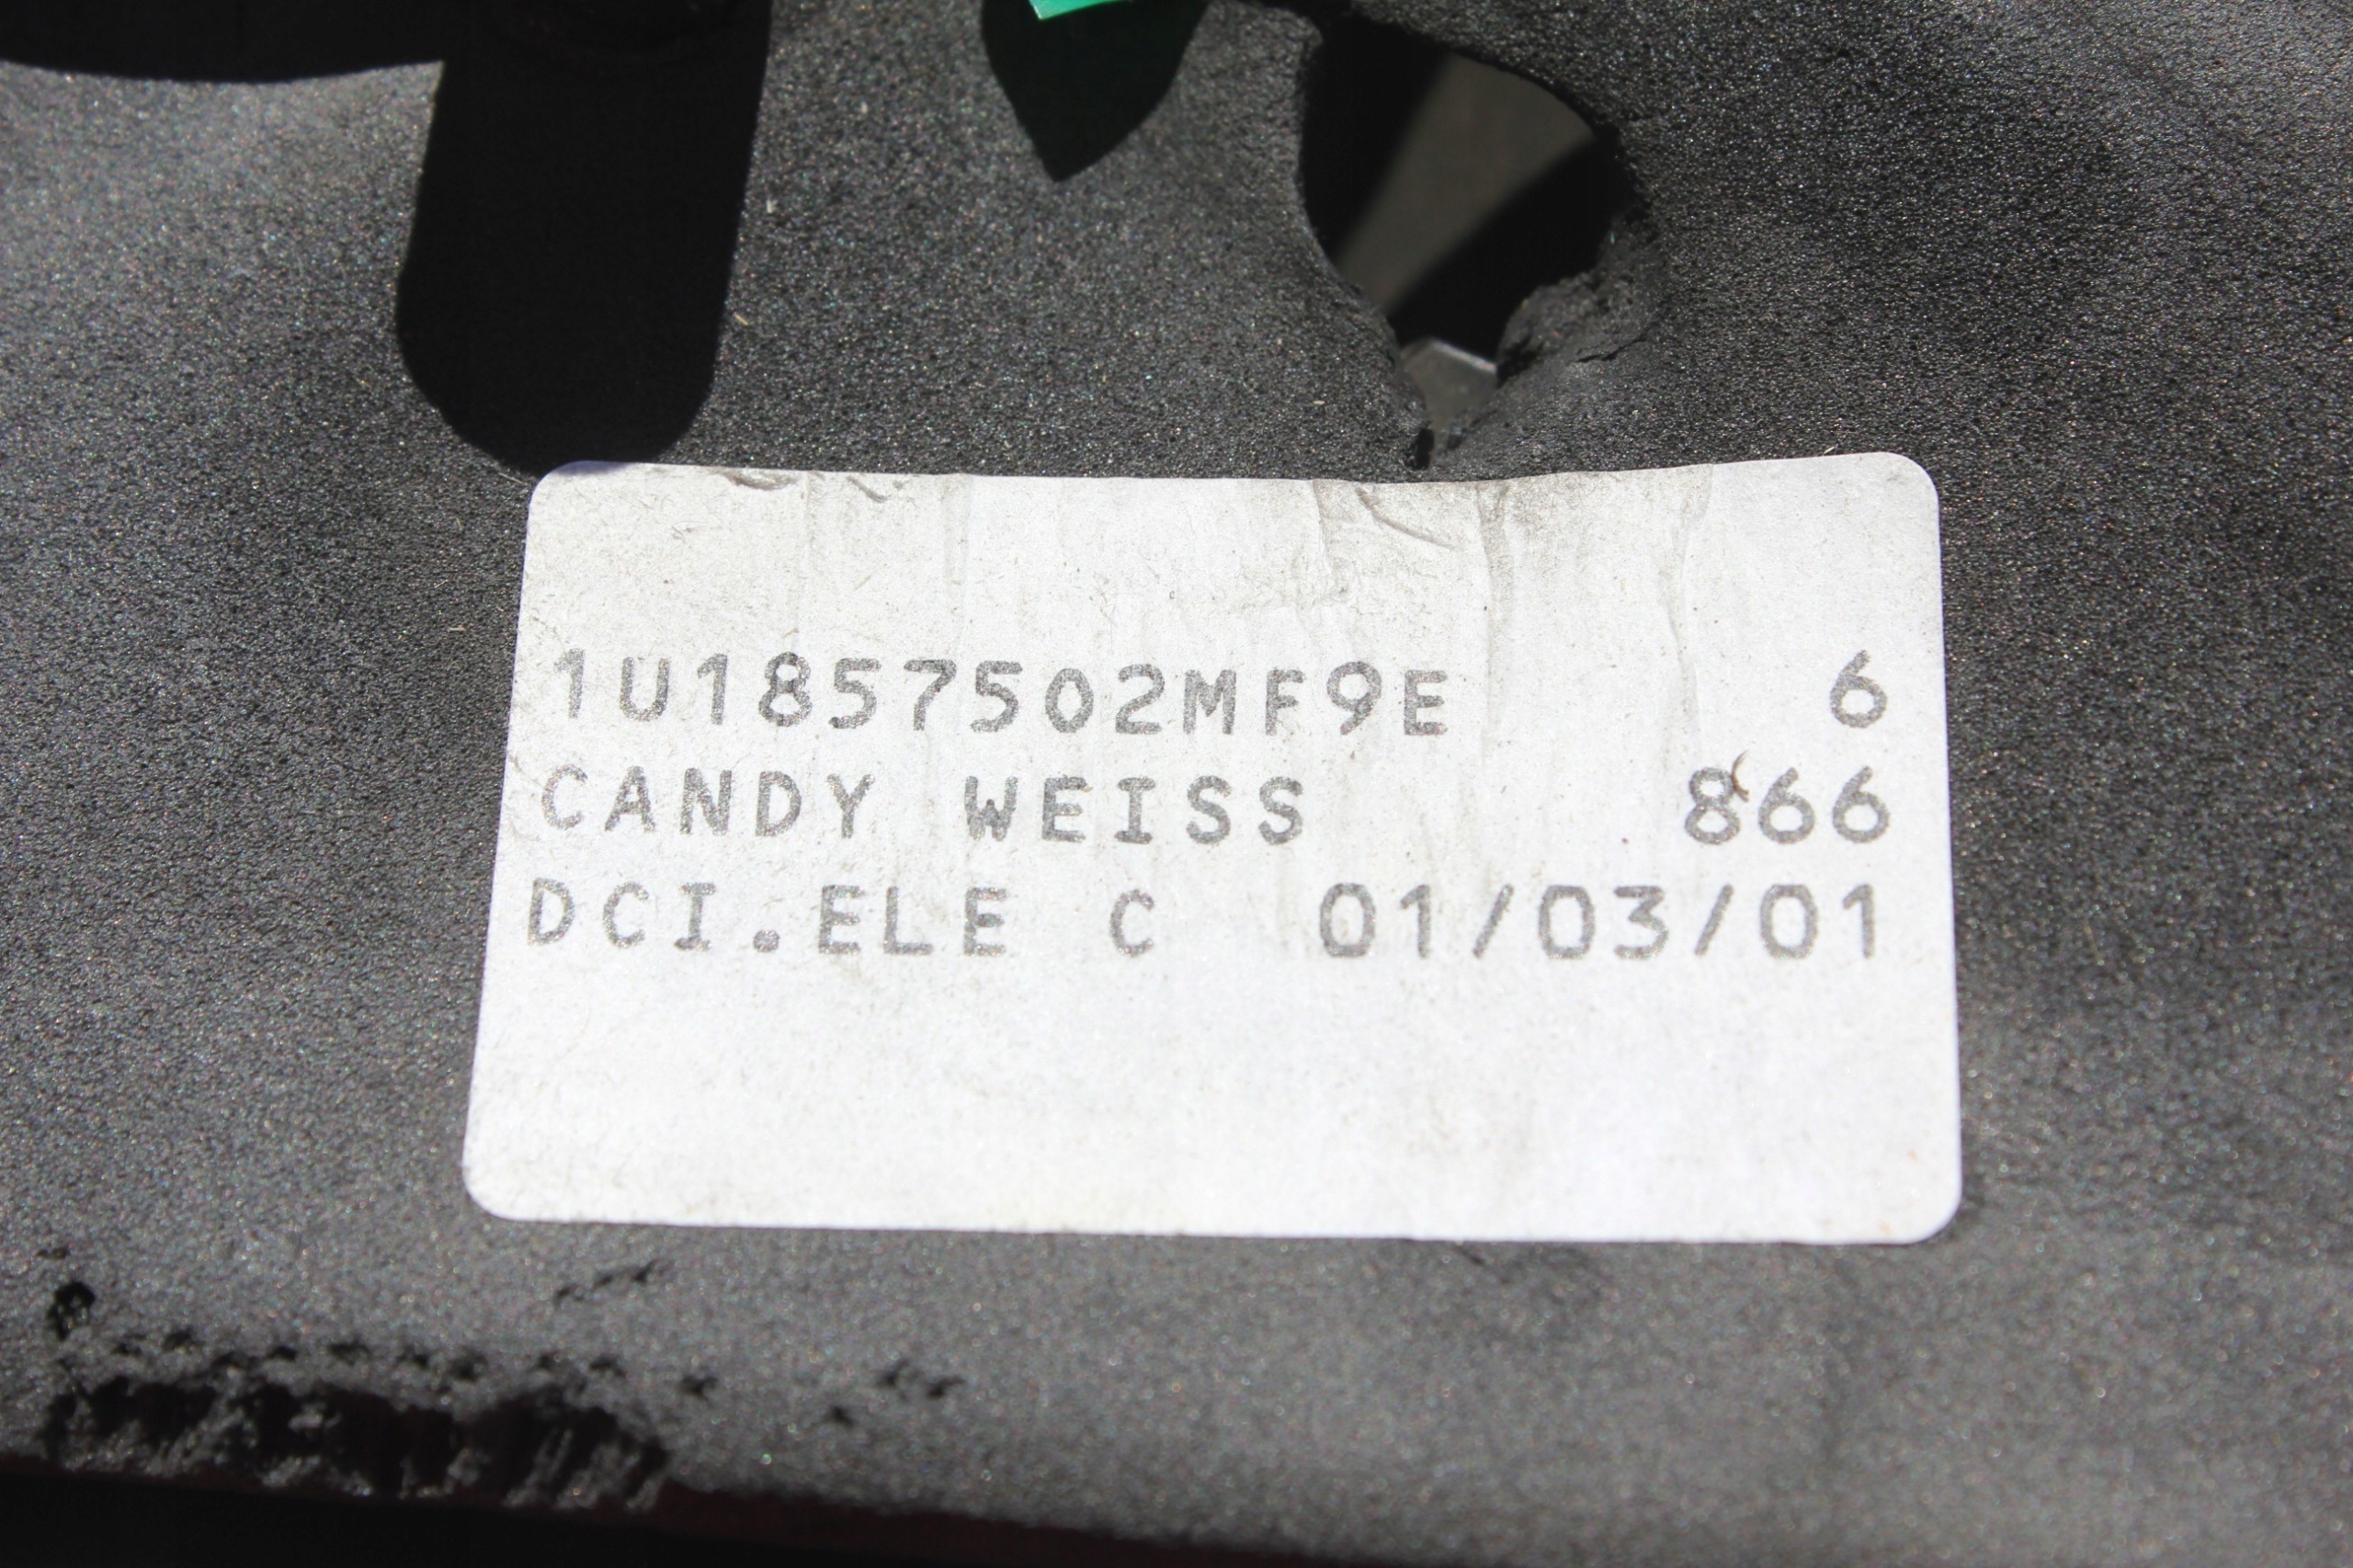 1U1857502MF9E 6
CANDY WEISS 866
DCI.ELE C 01/03/01